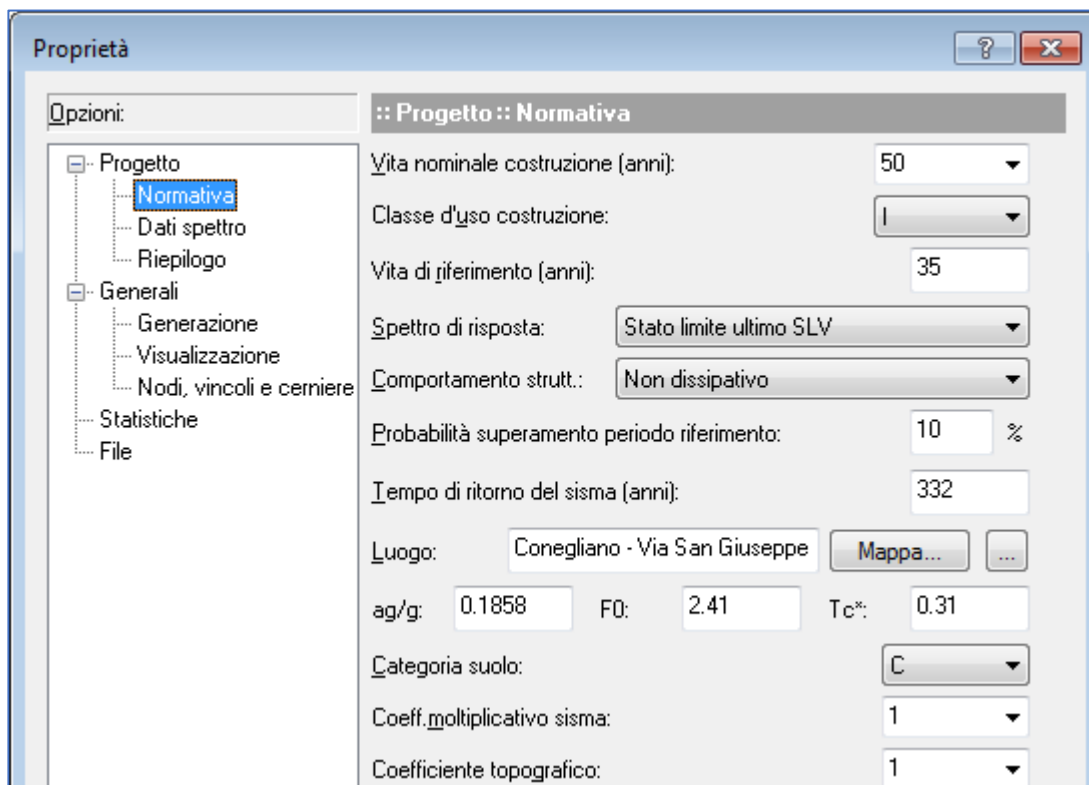 Proprietà
Opzioni:
:: Progetto :: Normativa
Progetto
Normativa
Dati spettro
Riepilogo
Generali
Generazione
Visualizzazione
Nodi, vincoli e cerniere
Statistiche
File
Vita nominale costruzione (anni): 50
Classe d'uso costruzione: I
Vita di riferimento (anni): 35
Spettro di risposta: Stato limite ultimo SLV
Comportamento strutt.: Non dissipativo
Probabilità superamento periodo riferimento: 10 %
Tempo di ritorno del sisma (anni): 332
Luogo: Conegliano - Via San Giuseppe Mappa... ...
ag/g: 0.1858 F0: 2.41 Tc*: 0.31
Categoria suolo: C
Coeff.moltiplicativo sisma: 1
Coefficiente topografico: 1